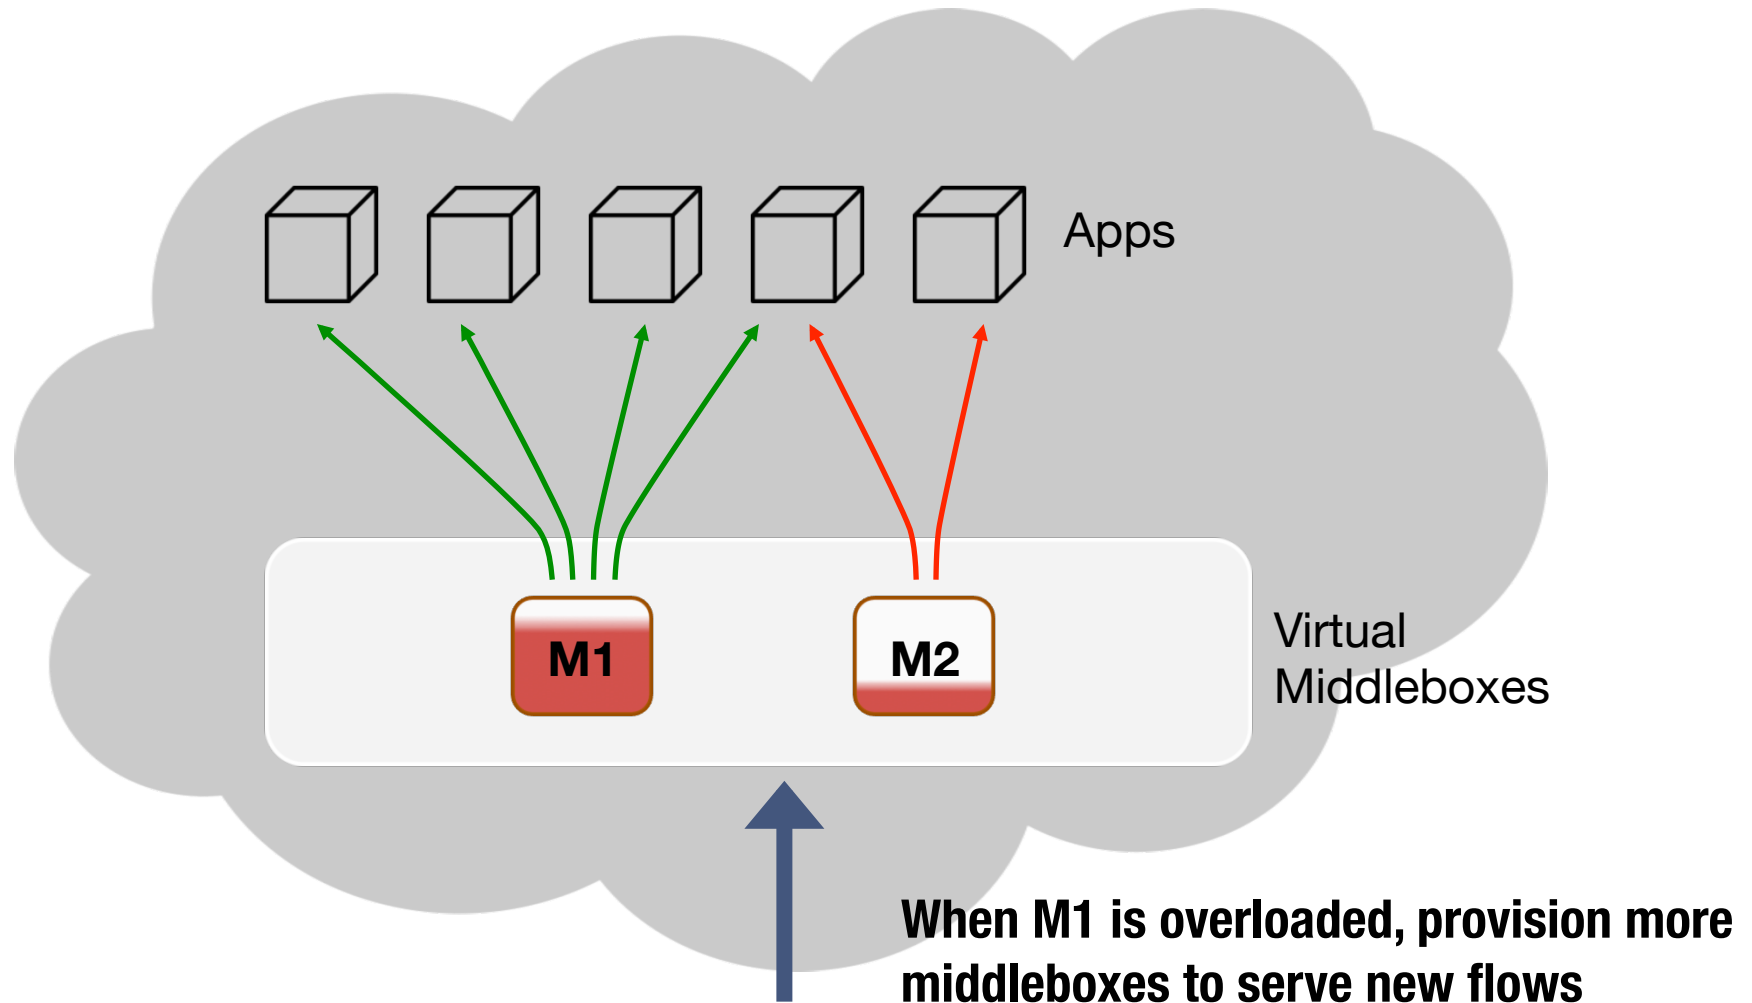 Apps
M1
M2
Virtual
Middleboxes
When M1 is overloaded, provision more
middleboxes to serve new flows